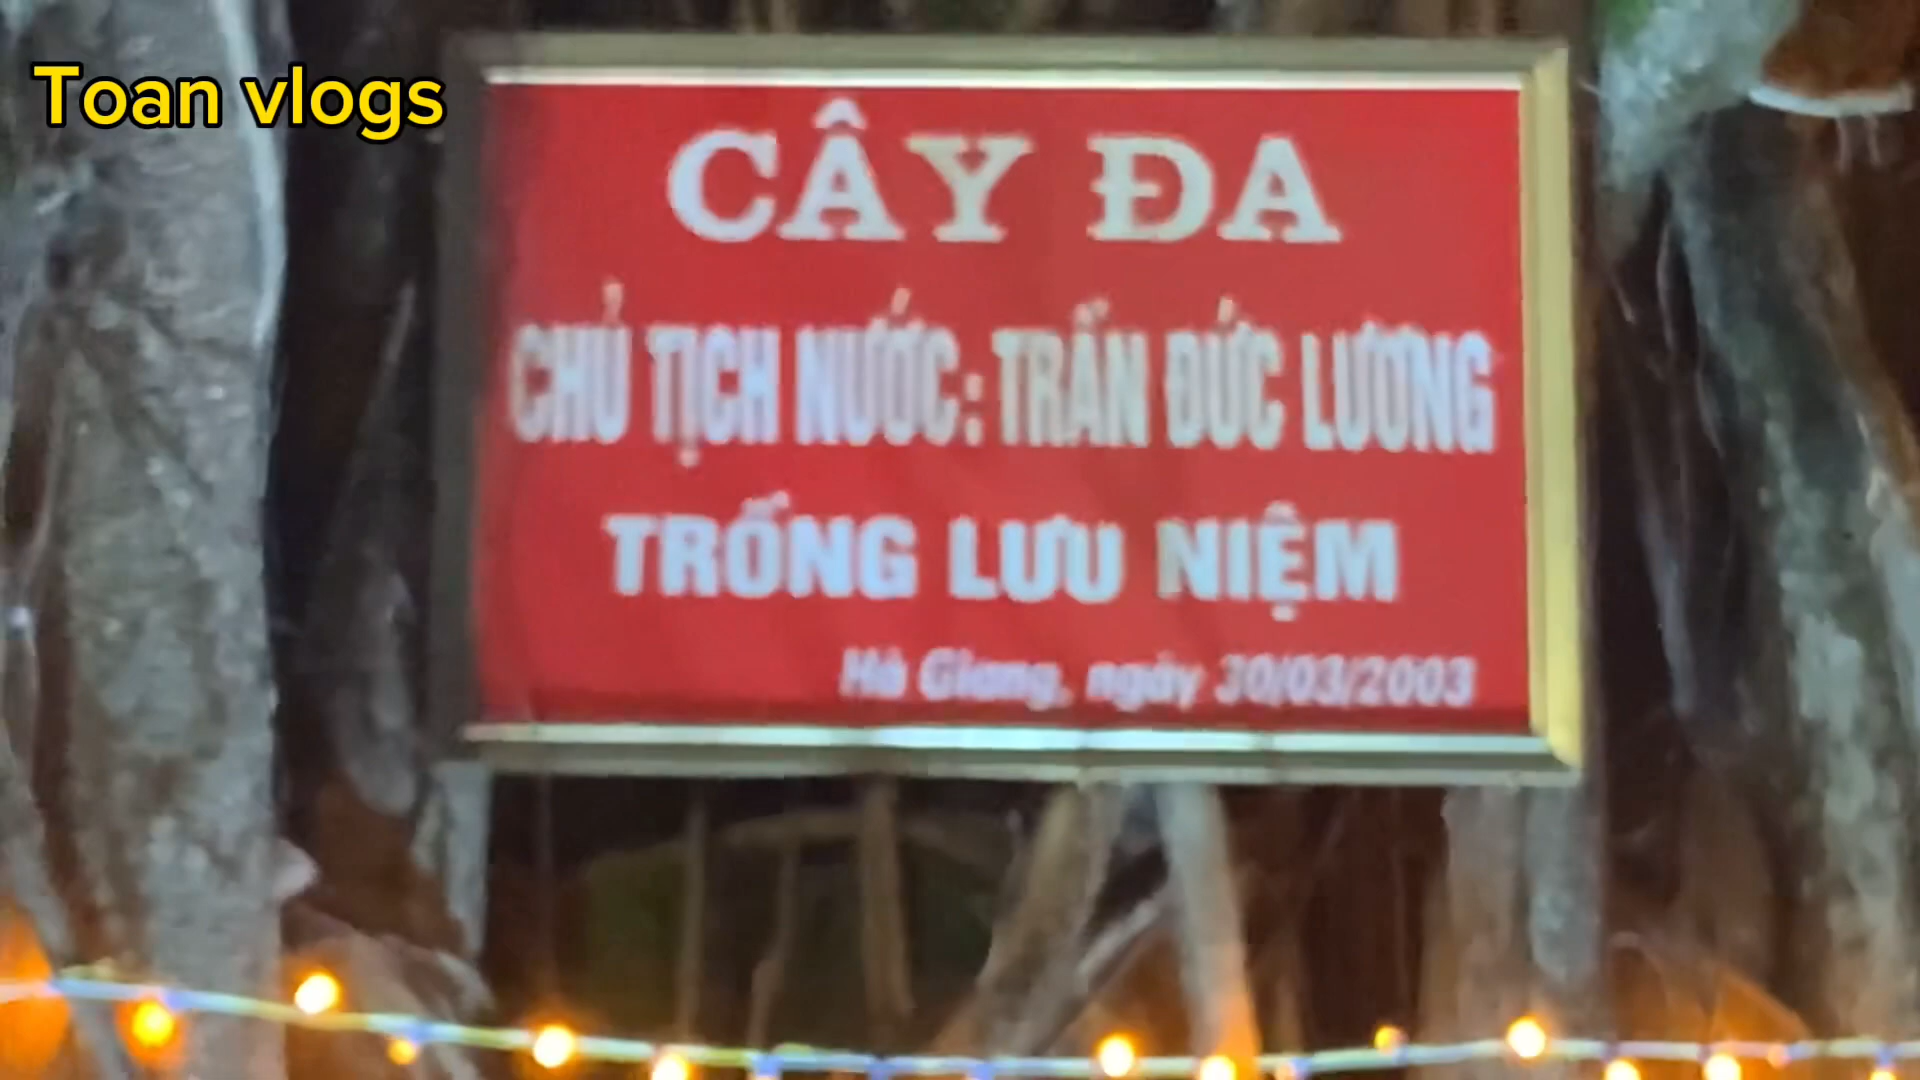 Toan vlogs
CÂY ĐA
CHỦ TỊCH NƯỚC: TRẦN ĐỨC LƯƠNG
TRỒNG LƯU NIỆM
Hà Giang, ngày 30/03/2003